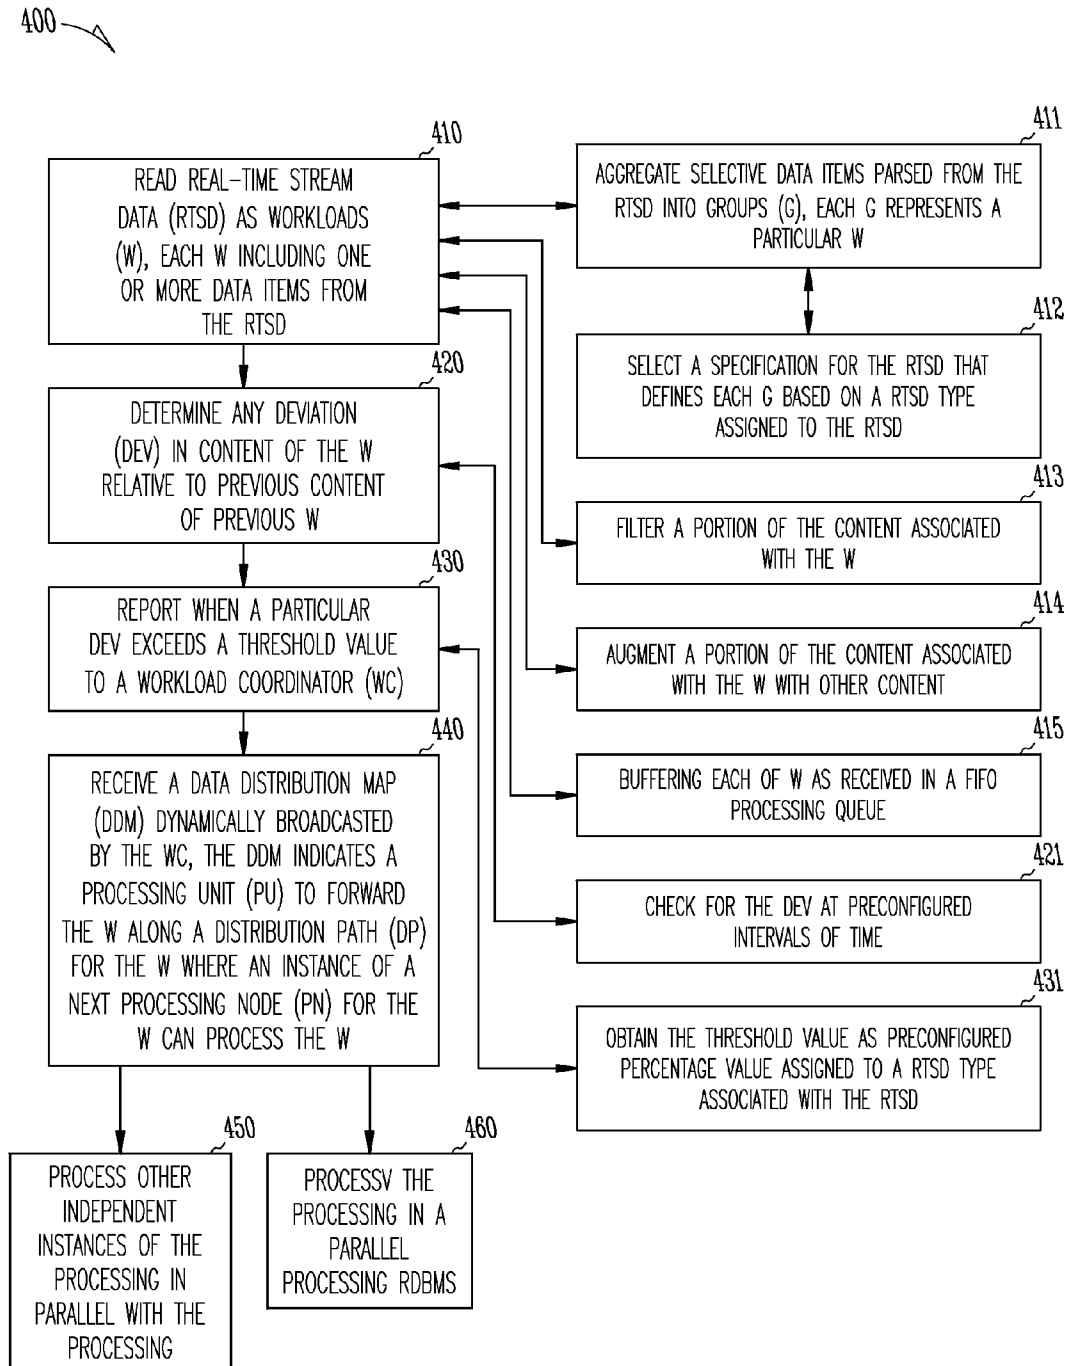 400
410
READ REAL-TIME STREAM
DATA (RTSD) AS WORKLOADS
(W), EACH W INCLUDING ONE
OR MORE DATA ITEMS FROM
THE RTSD
420
DETERMINE ANY DEVIATION
(DEV) IN CONTENT OF THE W
RELATIVE TO PREVIOUS CONTENT
OF PREVIOUS W
430
REPORT WHEN A PARTICULAR
DEV EXCEEDS A THRESHOLD VALUE
TO A WORKLOAD COORDINATOR (WC)
440
RECEIVE A DATA DISTRIBUTION MAP
(DDM) DYNAMICALLY BROADCASTED
BY THE WC, THE DDM INDICATES A
PROCESSING UNIT (PU) TO FORWARD
THE W ALONG A DISTRIBUTION PATH (DP)
FOR THE W WHERE AN INSTANCE OF A
NEXT PROCESSING NODE (PN) FOR THE
W CAN PROCESS THE W
450
PROCESS OTHER
INDEPENDENT
INSTANCES OF THE
PROCESSING IN
PARALLEL WITH THE
PROCESSING
460
PROCESSV THE
PROCESSING IN A
PARALLEL
PROCESSING RDBMS
411
AGGREGATE SELECTIVE DATA ITEMS PARSED FROM THE
RTSD INTO GROUPS (G), EACH G REPRESENTS A
PARTICULAR W
412
SELECT A SPECIFICATION FOR THE RTSD THAT
DEFINES EACH G BASED ON A RTSD TYPE
ASSIGNED TO THE RTSD
413
FILTER A PORTION OF THE CONTENT ASSOCIATED
WITH THE W
414
AUGMENT A PORTION OF THE CONTENT ASSOCIATED
WITH THE W WITH OTHER CONTENT
415
BUFFERING EACH OF W AS RECEIVED IN A FIFO
PROCESSING QUEUE
421
CHECK FOR THE DEV AT PRECONFIGURED
INTERVALS OF TIME
431
OBTAIN THE THRESHOLD VALUE AS PRECONFIGURED
PERCENTAGE VALUE ASSIGNED TO A RTSD TYPE
ASSOCIATED WITH THE RTSD